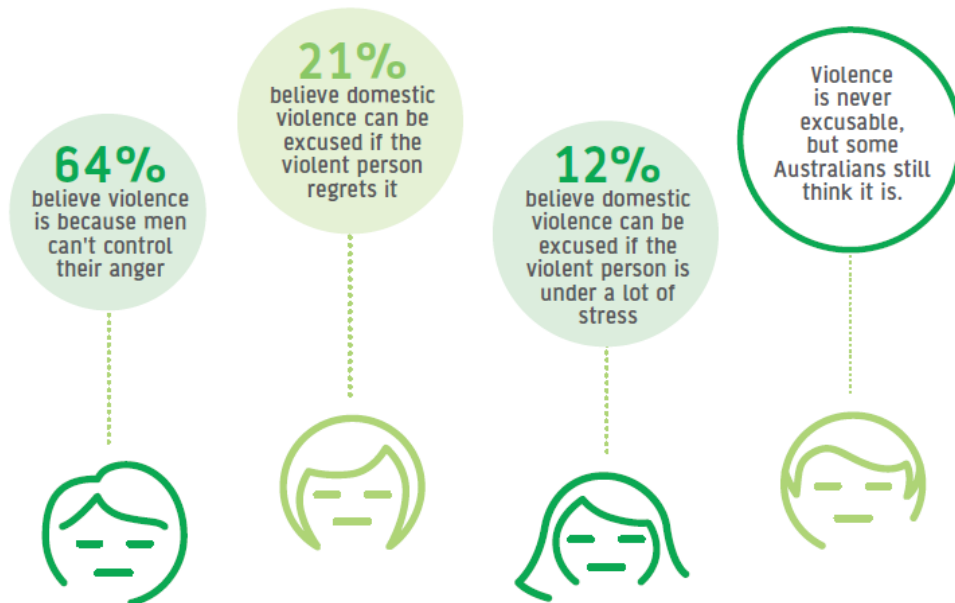 64%
believe violence
is because men
can't control
their anger
21%
believe domestic
violence can be
excused if the
violent person
regrets it
12%
believe domestic
violence can be
excused if the
violent person is
under a lot of
stress
Violence
is never
excusable,
but some
Australians still
think it is.